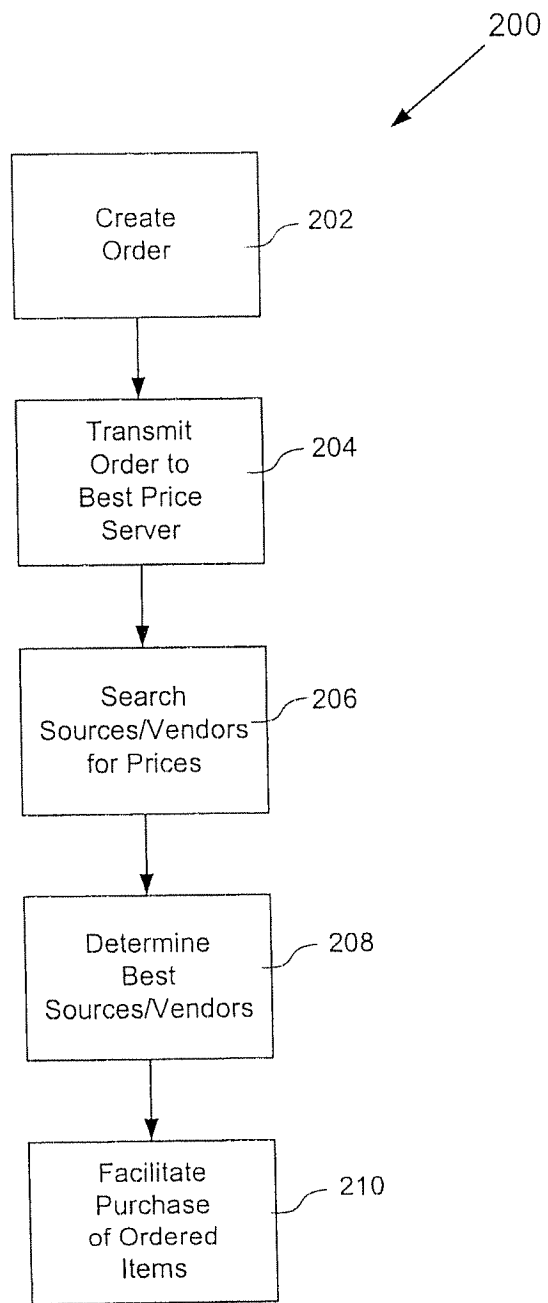 200
Create
Order
202
Transmit
Order to
Best Price
Server
204
Search
Sources/Vendors
for Prices
206
Determine
Best
Sources/Vendors
208
Facilitate
Purchase
of Ordered
Items
210